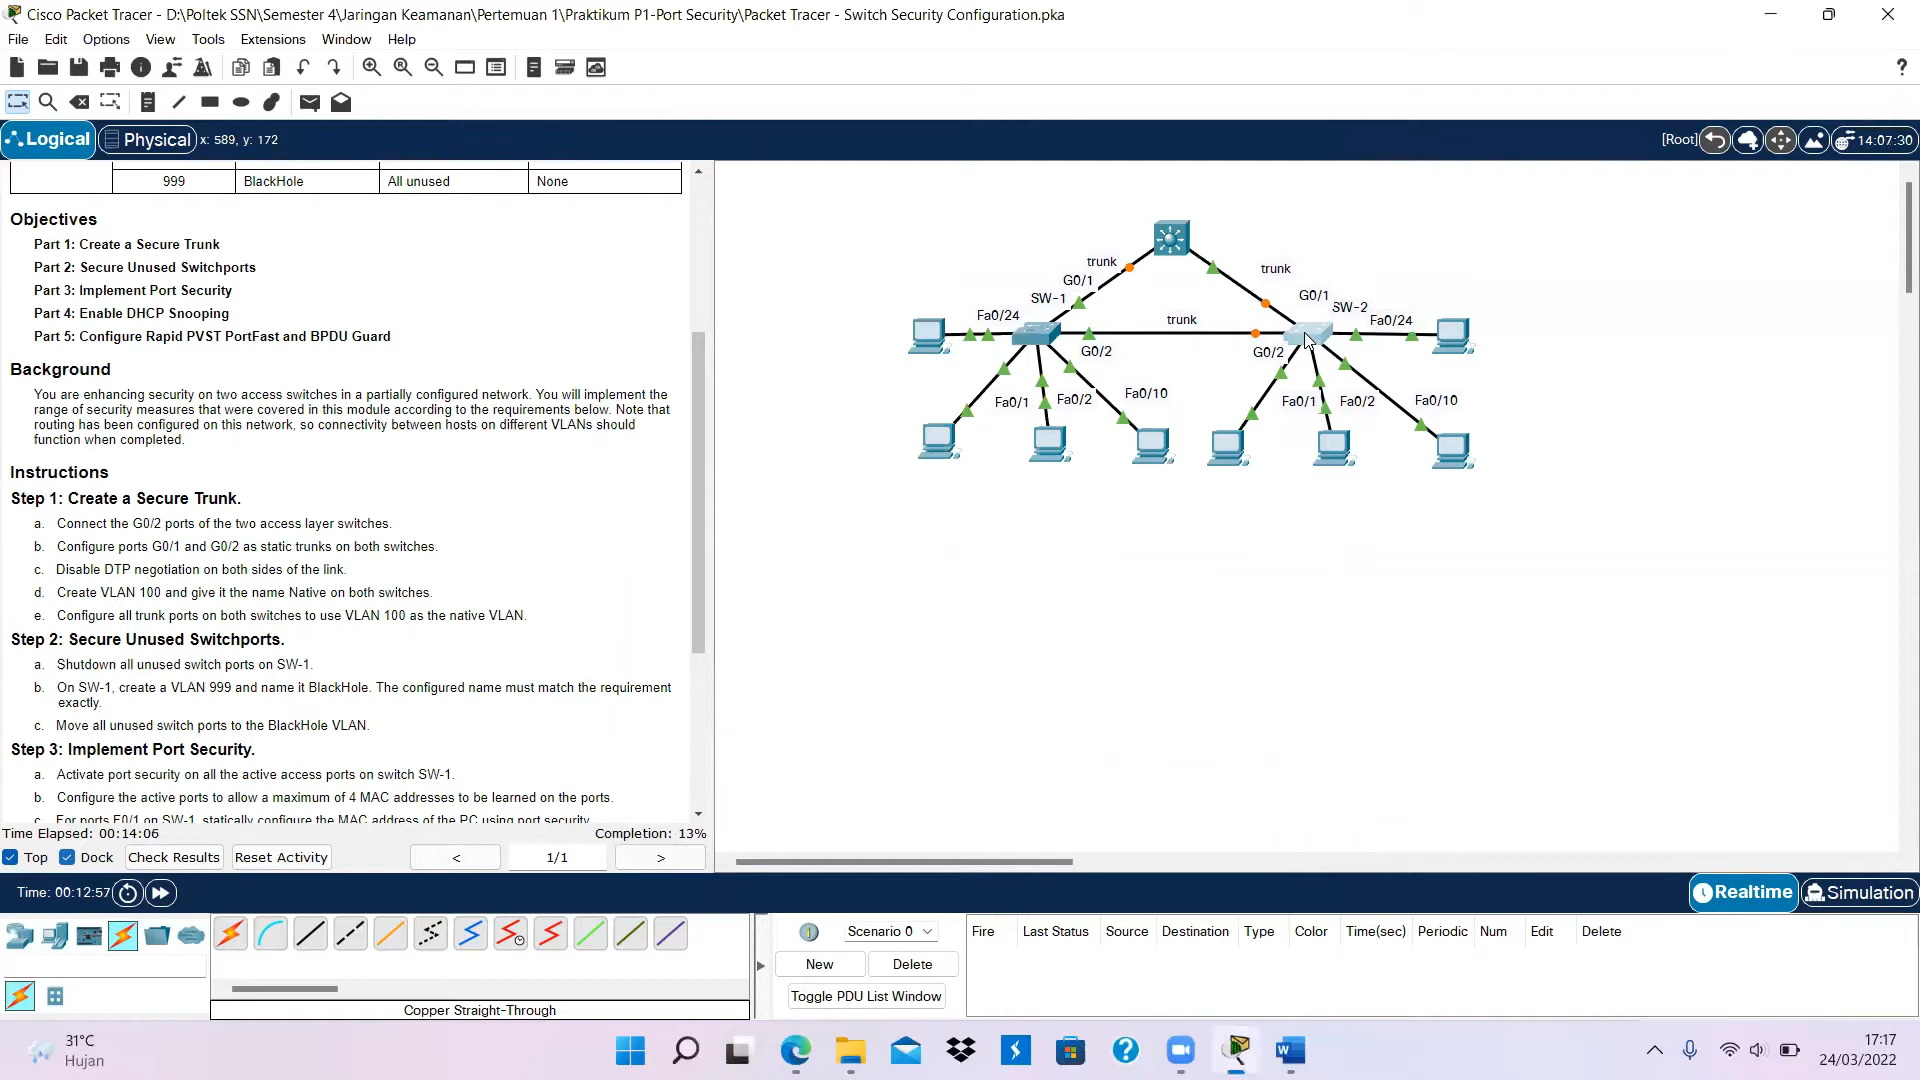 Cisco Packet Tracer - D:\Poltek SSN\Semester 4\Jaringan Keamanan\Pertemuan 1\Praktikum P1-Port Security\Packet Tracer - Switch Security Configuration.pka
File Edit Options View Tools Extensions Window Help
?
Logical Physical x: 589, y: 172 [Root] 14:07:30
999 BlackHole All unused None
Objectives
Part 1: Create a Secure Trunk
Part 2: Secure Unused Switchports
Part 3: Implement Port Security
Part 4: Enable DHCP Snooping
Part 5: Configure Rapid PVST PortFast and BPDU Guard
Background
You are enhancing security on two access switches in a partially configured network. You will implement the
range of security measures that were covered in this module according to the requirements below. Note that
routing has been configured on this network, so connectivity between hosts on different VLANs should
function when completed.
Instructions
Step 1: Create a Secure Trunk.
a. Connect the G0/2 ports of the two access layer switches.
b. Configure ports G0/1 and G0/2 as static trunks on both switches.
c. Disable DTP negotiation on both sides of the link.
d. Create VLAN 100 and give it the name Native on both switches.
e. Configure all trunk ports on both switches to use VLAN 100 as the native VLAN.
Step 2: Secure Unused Switchports.
a. Shutdown all unused switch ports on SW-1.
b. On SW-1, create a VLAN 999 and name it BlackHole. The configured name must match the requirement
exactly.
c. Move all unused switch ports to the BlackHole VLAN.
Step 3: Implement Port Security.
a. Activate port security on all the active access ports on switch SW-1.
b. Configure the active ports to allow a maximum of 4 MAC addresses to be learned on the ports.
c. For ports F0/1 on SW-1, statically configure the MAC address of the PC using port security.
Time Elapsed: 00:14:06 Completion: 13%
Top Dock Check Results Reset Activity < 1/1 >
trunk trunk
G0/1 G0/1
SW-1 SW-2
Fa0/24 trunk Fa0/24
G0/2 G0/2
Fa0/1 Fa0/2 Fa0/10 Fa0/1 Fa0/2 Fa0/10
Time: 00:12:57 Realtime Simulation
Scenario 0
New Delete
Toggle PDU List Window
Fire Last Status Source Destination Type Color Time(sec) Periodic Num Edit Delete
Copper Straight-Through
31°C
Hujan
17:17
24/03/2022